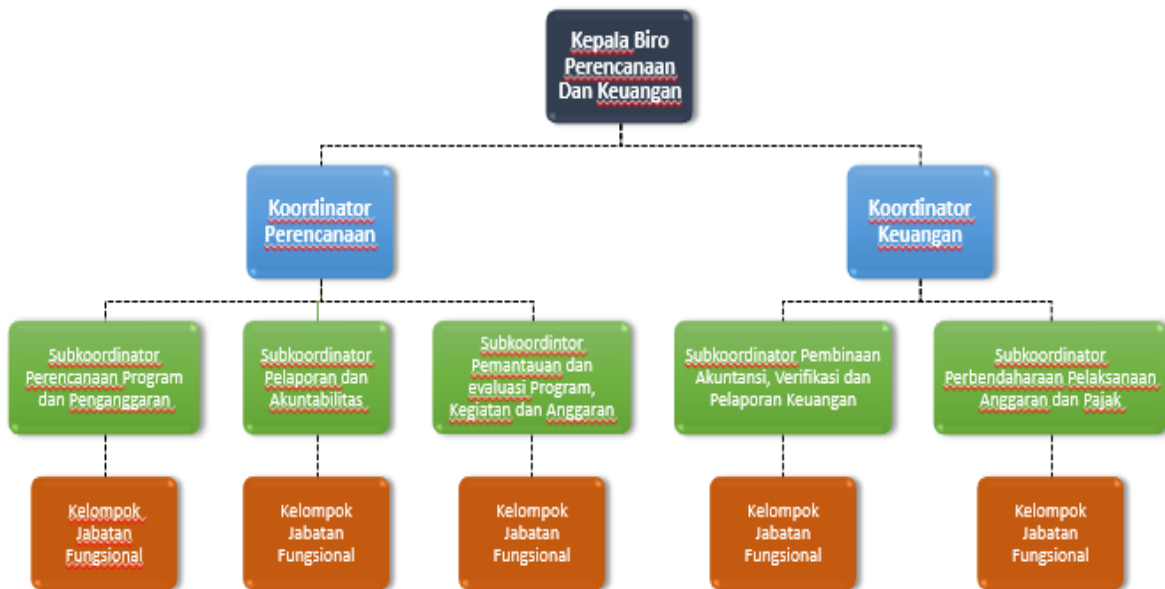 Kepala Biro
Perencanaan
Dan Keuangan
Koordinator
Perencanaan
Koordinator
Keuangan
Subkoordinator
Perencanaan Program
dan Penganggaran
Subkoordinator
Pelaporan dan
Akuntabilitas
Subkoordintor
Pemantauan dan
evaluasi Program,
Kegiatan dan Anggaran
Subkoordinator Pembinaan
Akuntansi, Verifikasi dan
Pelaporan Keuangan
Subkoordinator
Perbendaharaan Pelaksanaan
Anggaran dan Pajak
Kelompok
Jabatan
Fungsional
Kelompok
Jabatan
Fungsional
Kelompok
Jabatan
Fungsional
Kelompok
Jabatan
Fungsional
Kelompok
Jabatan
Fungsional